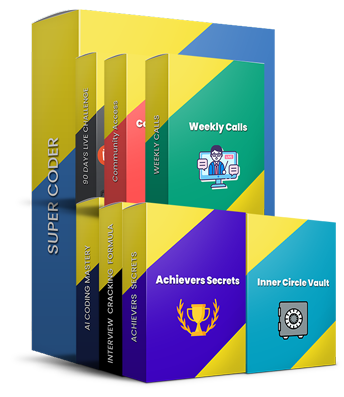 SUPER CODER
90 DAYS LIVE CHALLENGE
Community Access
Co
WEEKLY CALLS
Weekly Calls
AI CODING MASTERY
INTERVIEW CRACKING FORMULA
ACHIEVERS SECRETS
Achievers Secrets
Inner Circle Vault